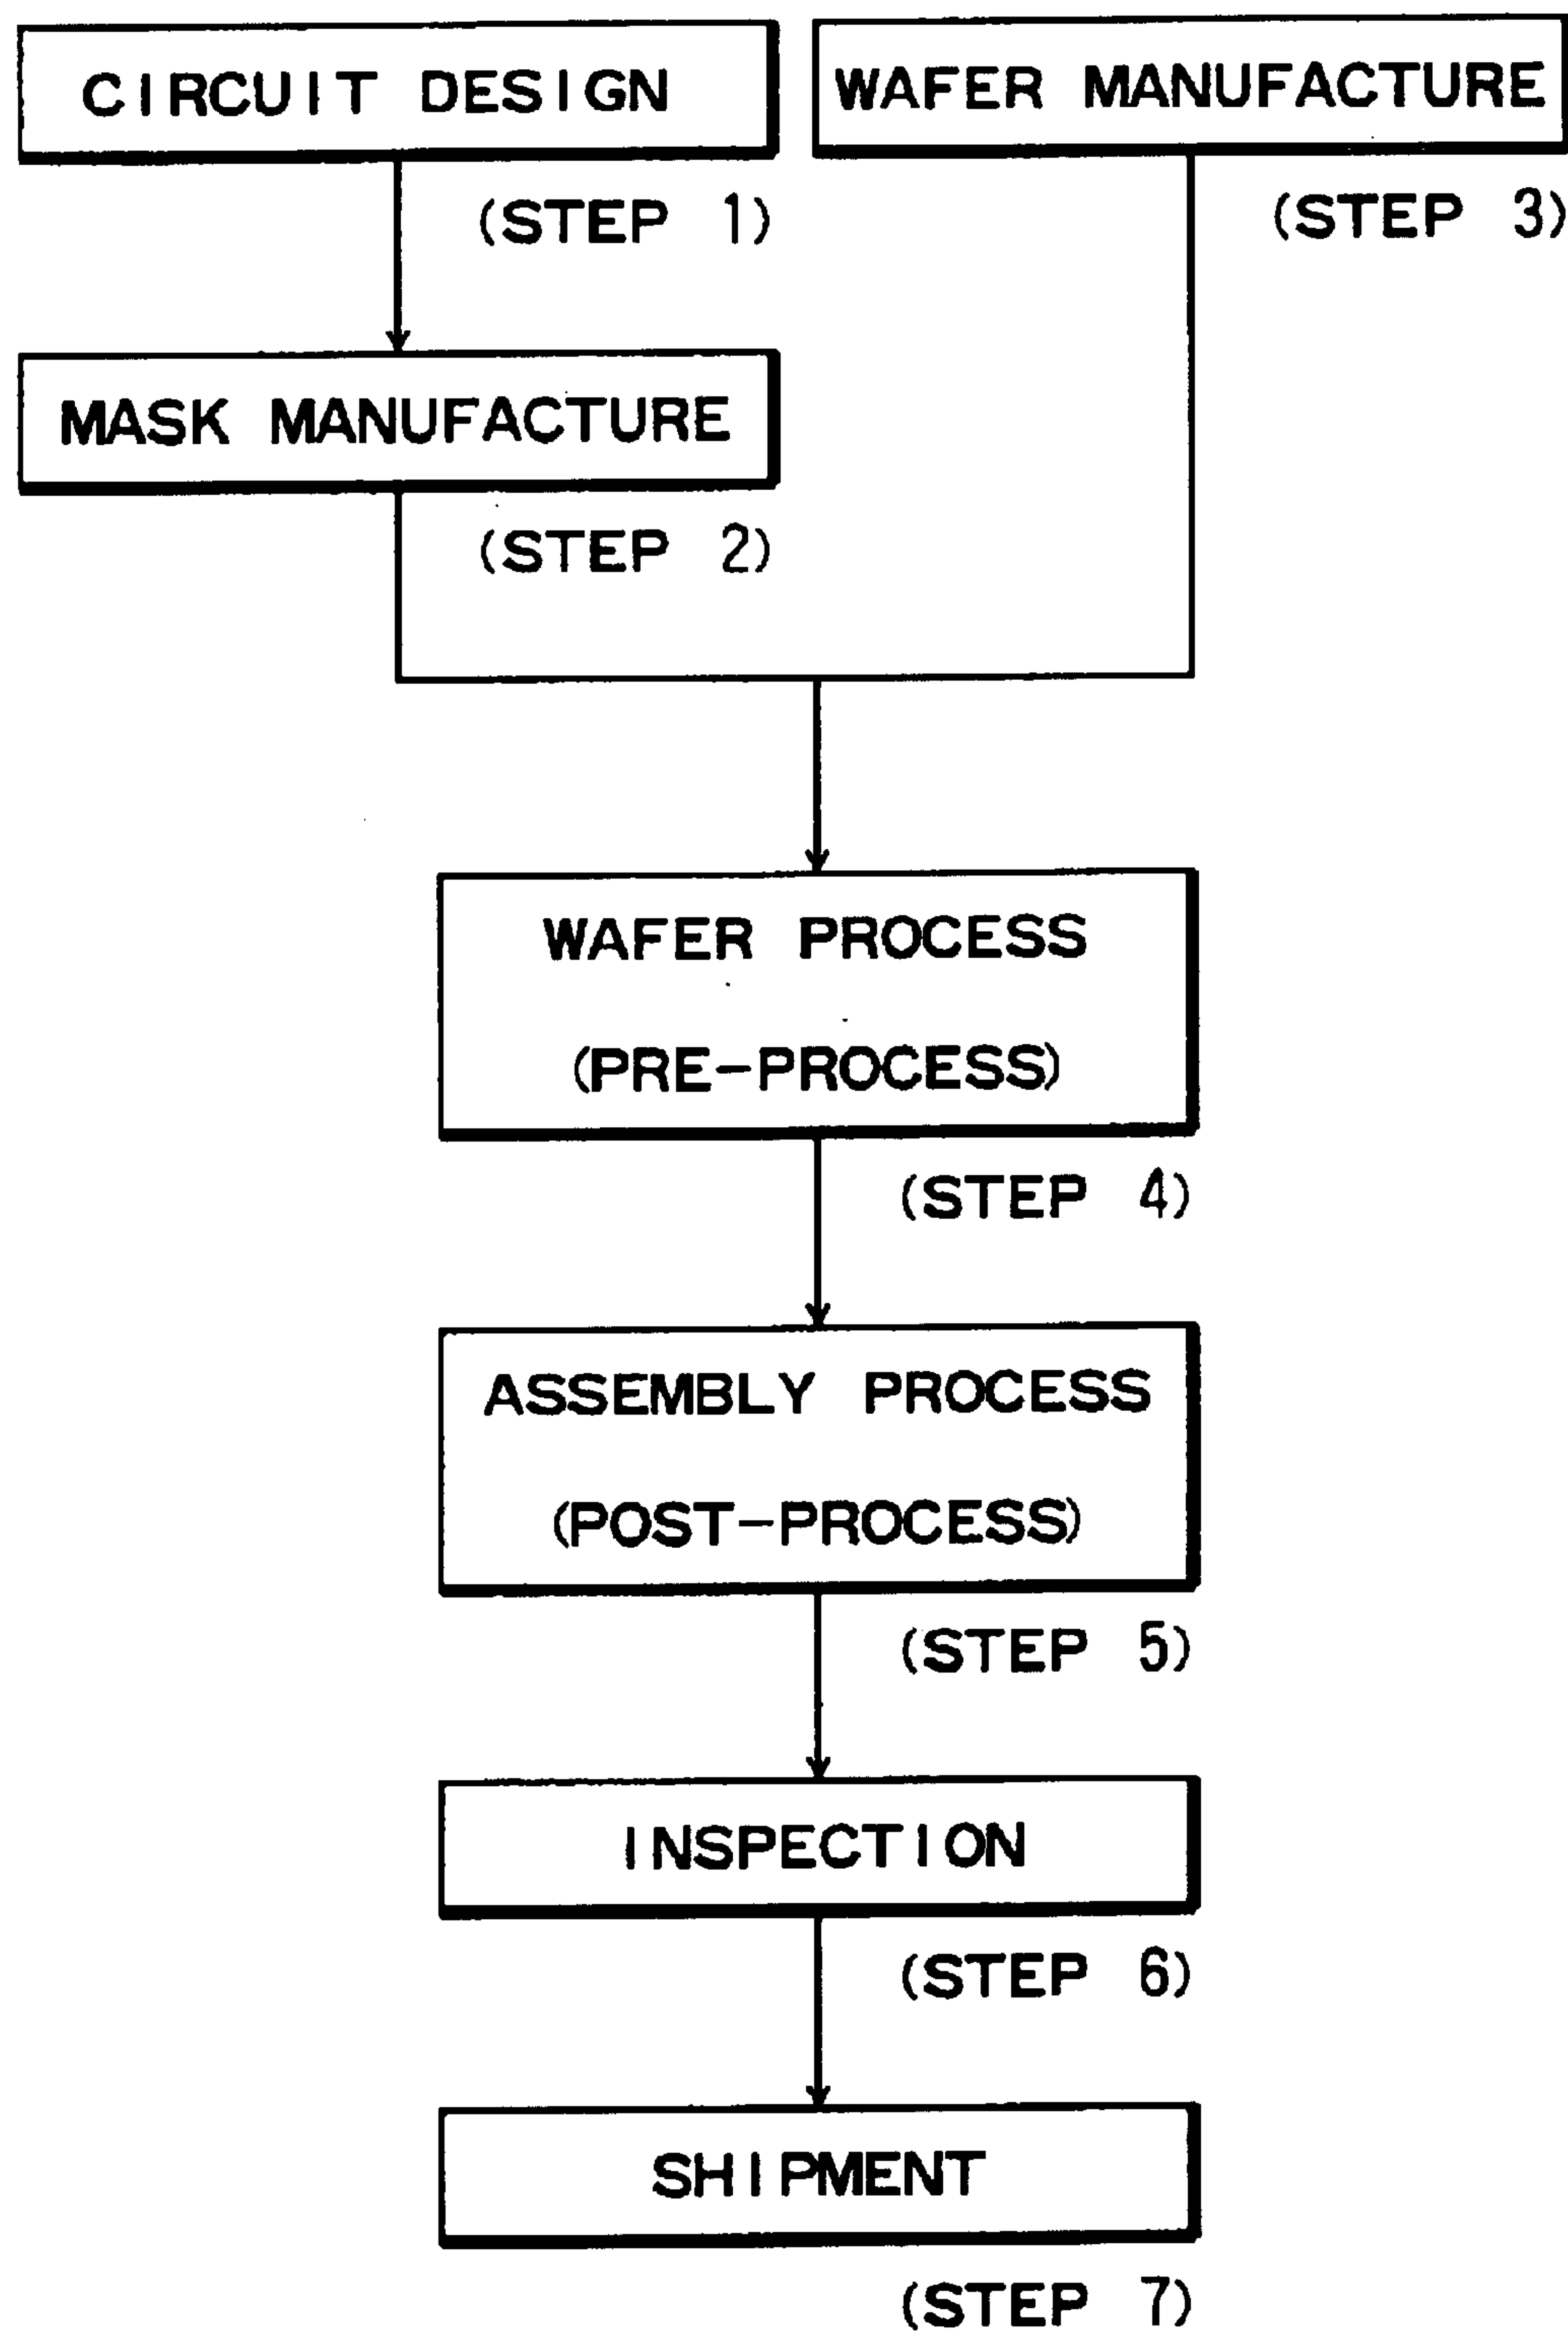 CIRCUIT DESIGN
(STEP 1)
WAFER MANUFACTURE
(STEP 3)
MASK MANUFACTURE
(STEP 2)
WAFER PROCESS
(PRE-PROCESS)
(STEP 4)
ASSEMBLY PROCESS
(POST-PROCESS)
(STEP 5)
INSPECTION
(STEP 6)
SHIPMENT
(STEP 7)